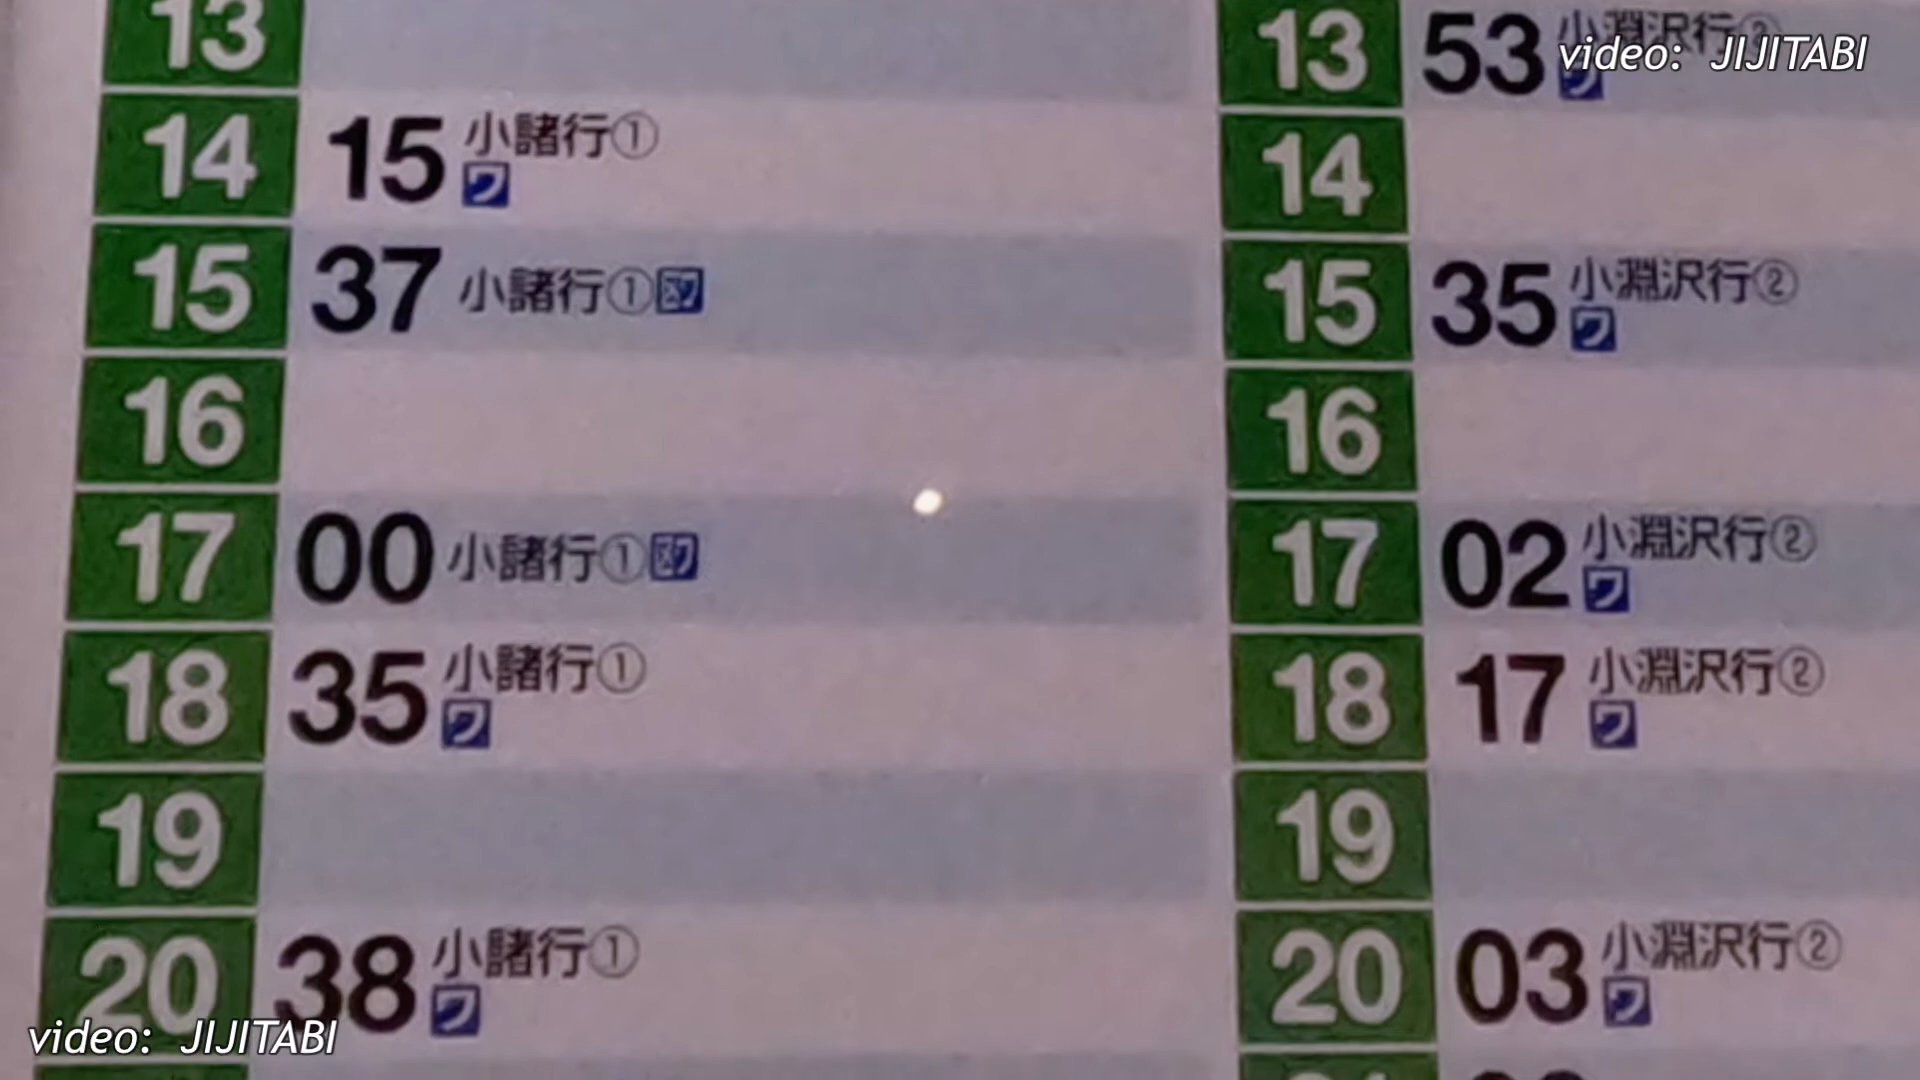 13
14 15 小諸行①
ワ
15 37 小諸行①
16
17 00 小諸行①
18 35 小諸行①
ワ
19
20 38 小諸行①
ワ
13 53 小淵沢行②
ワ
14
15 35 小淵沢行②
ワ
16
17 02 小淵沢行②
ワ
18 17 小淵沢行②
ワ
19
20 03 小淵沢行②
ワ
video: JIJITABI
video: JIJITABI